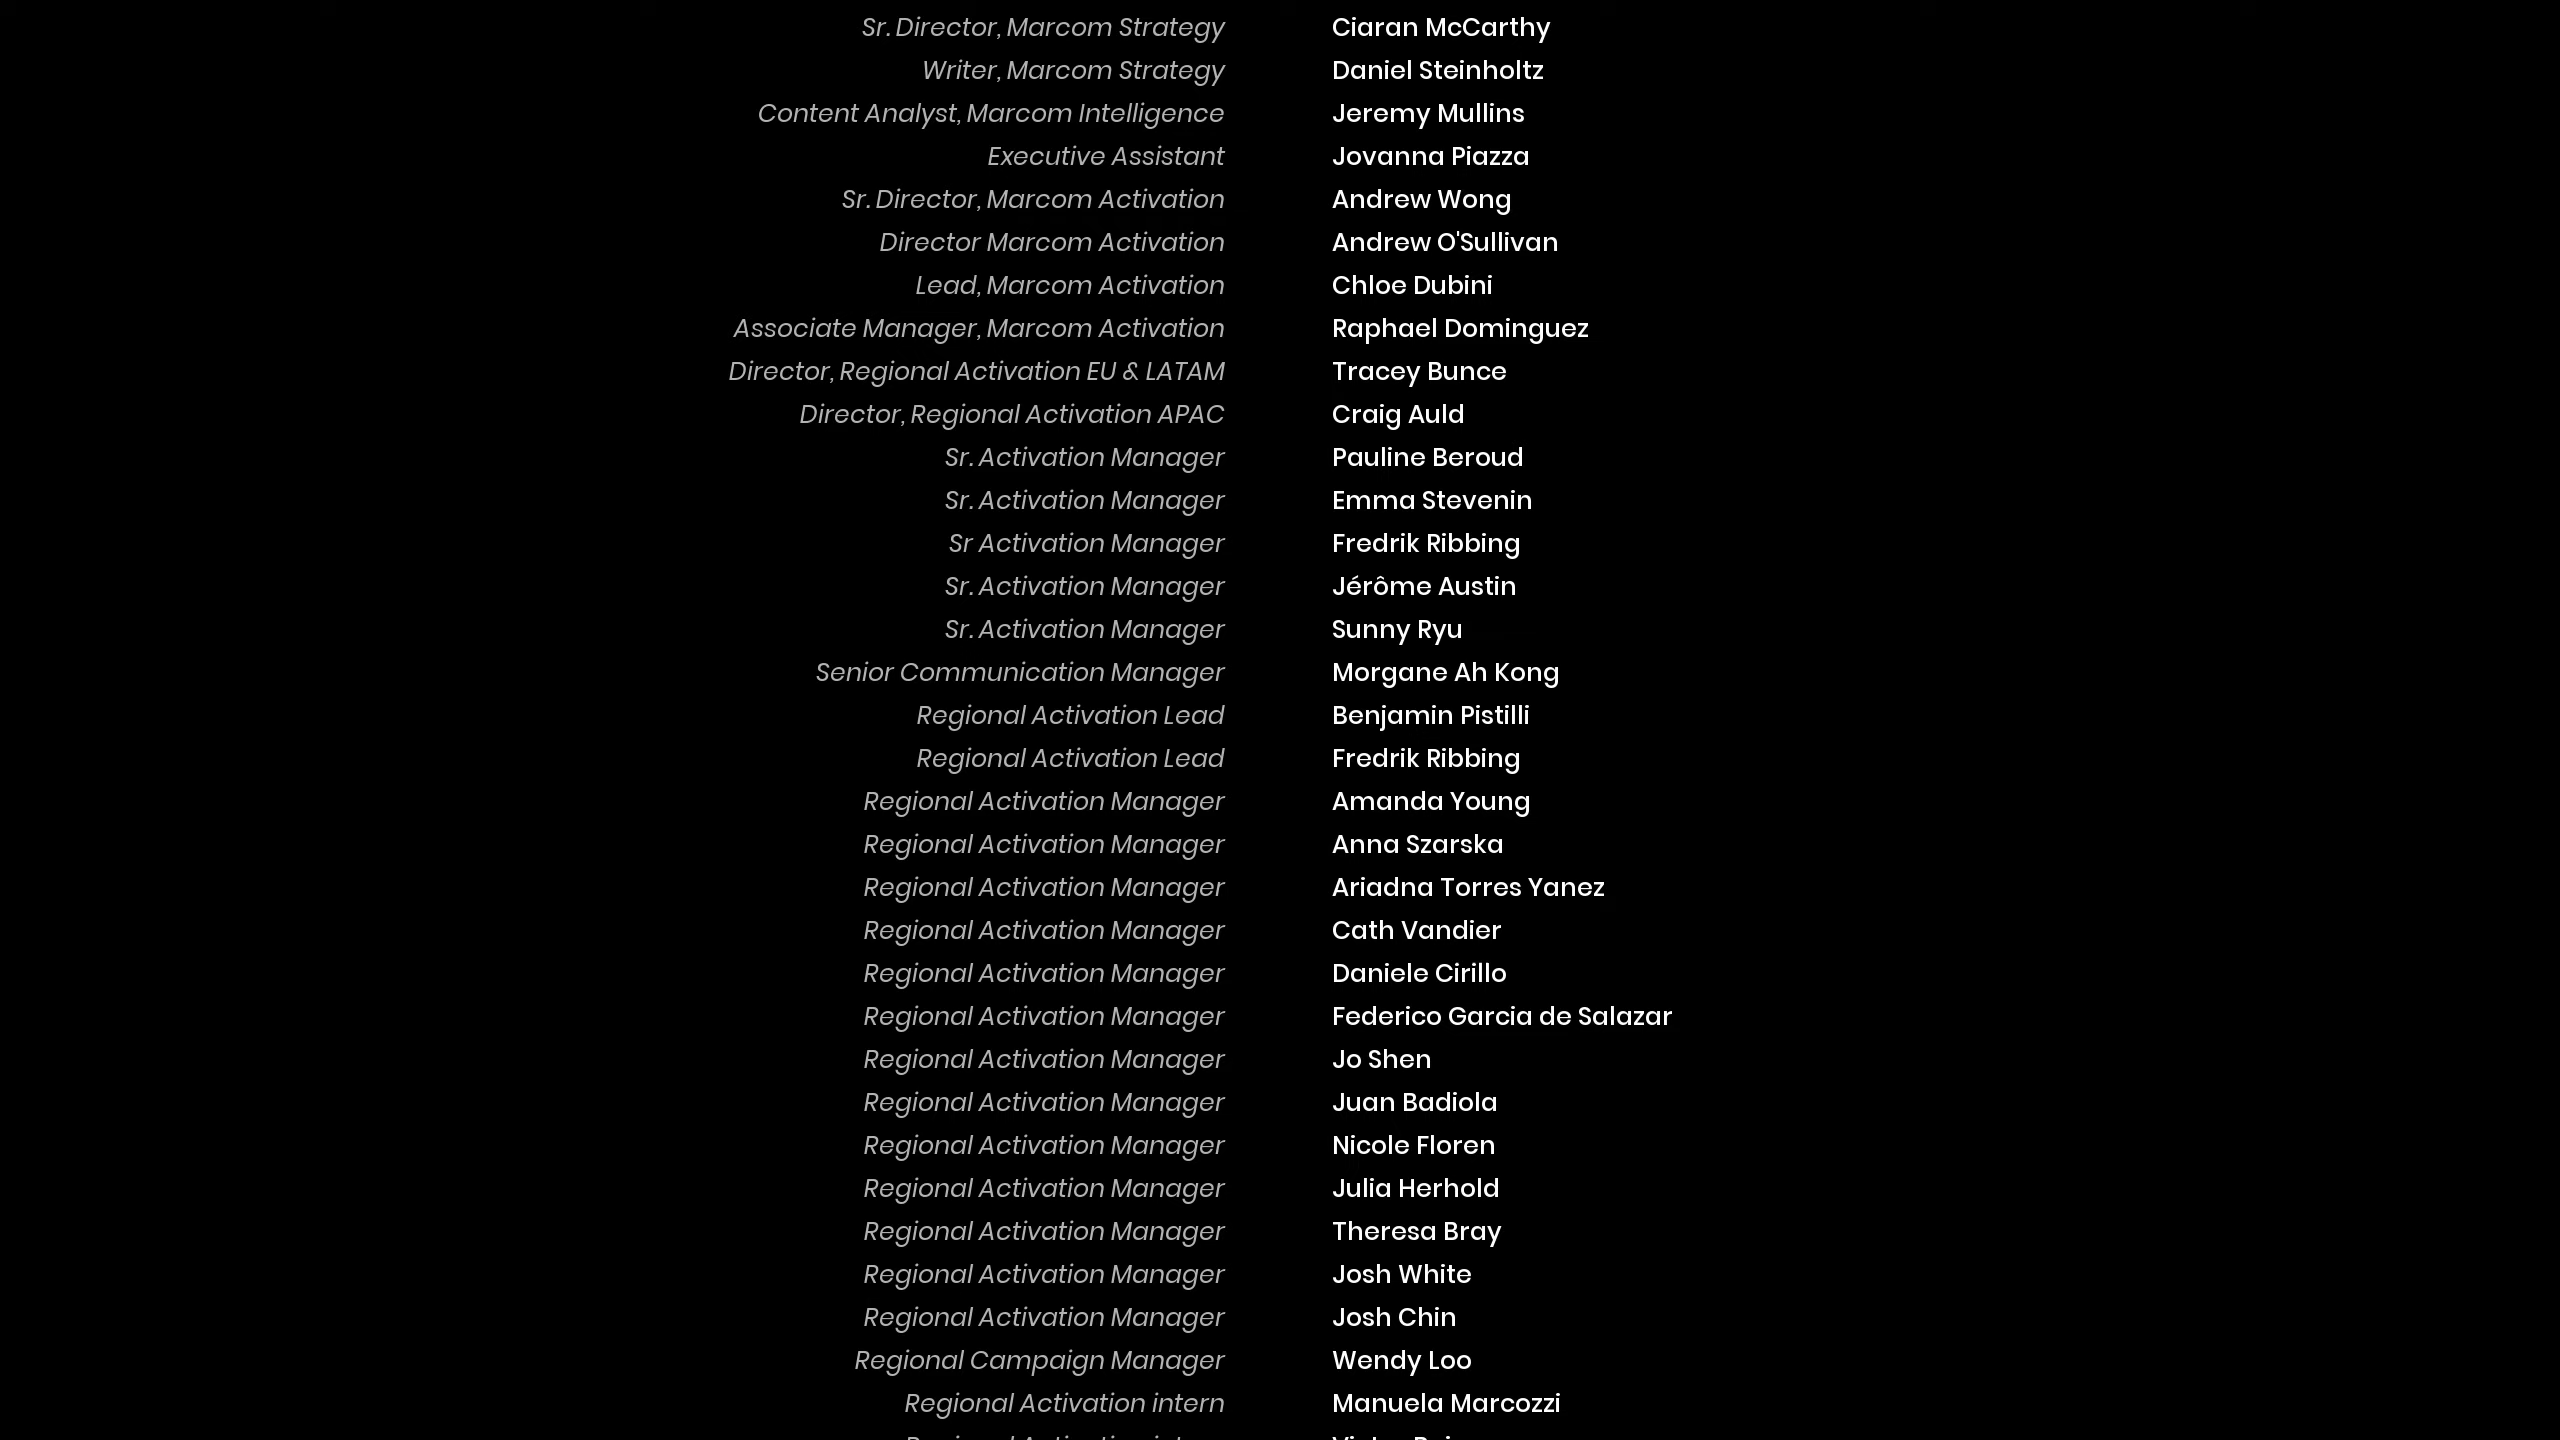 Sr. Director, Marcom Strategy Ciaran McCarthy
Writer, Marcom Strategy Daniel Steinholtz
Content Analyst, Marcom Intelligence Jeremy Mullins
Executive Assistant Jovanna Piazza
Sr. Director, Marcom Activation Andrew Wong
Director Marcom Activation Andrew O'Sullivan
Lead, Marcom Activation Chloe Dubini
Associate Manager, Marcom Activation Raphael Dominguez
Director, Regional Activation EU & LATAM Tracey Bunce
Director, Regional Activation APAC Craig Auld
Sr. Activation Manager Pauline Beroud
Sr. Activation Manager Emma Stevenin
Sr Activation Manager Fredrik Ribbing
Sr. Activation Manager Jérôme Austin
Sr. Activation Manager Sunny Ryu
Senior Communication Manager Morgane Ah Kong
Regional Activation Lead Benjamin Pistilli
Regional Activation Lead Fredrik Ribbing
Regional Activation Manager Amanda Young
Regional Activation Manager Anna Szarska
Regional Activation Manager Ariadna Torres Yanez
Regional Activation Manager Cath Vandier
Regional Activation Manager Daniele Cirillo
Regional Activation Manager Federico Garcia de Salazar
Regional Activation Manager Jo Shen
Regional Activation Manager Juan Badiola
Regional Activation Manager Nicole Floren
Regional Activation Manager Julia Herhold
Regional Activation Manager Theresa Bray
Regional Activation Manager Josh White
Regional Activation Manager Josh Chin
Regional Campaign Manager Wendy Loo
Regional Activation intern Manuela Marcozzi